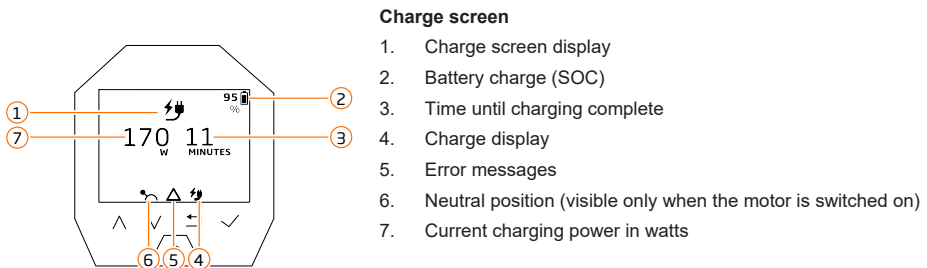 Charge screen
1. Charge screen display
2. Battery charge (SOC)
3. Time until charging complete
4. Charge display
5. Error messages
6. Neutral position (visible only when the motor is switched on)
7. Current charging power in watts
95
%
170 11
W MINUTES
1
7
2
3
6 5 4